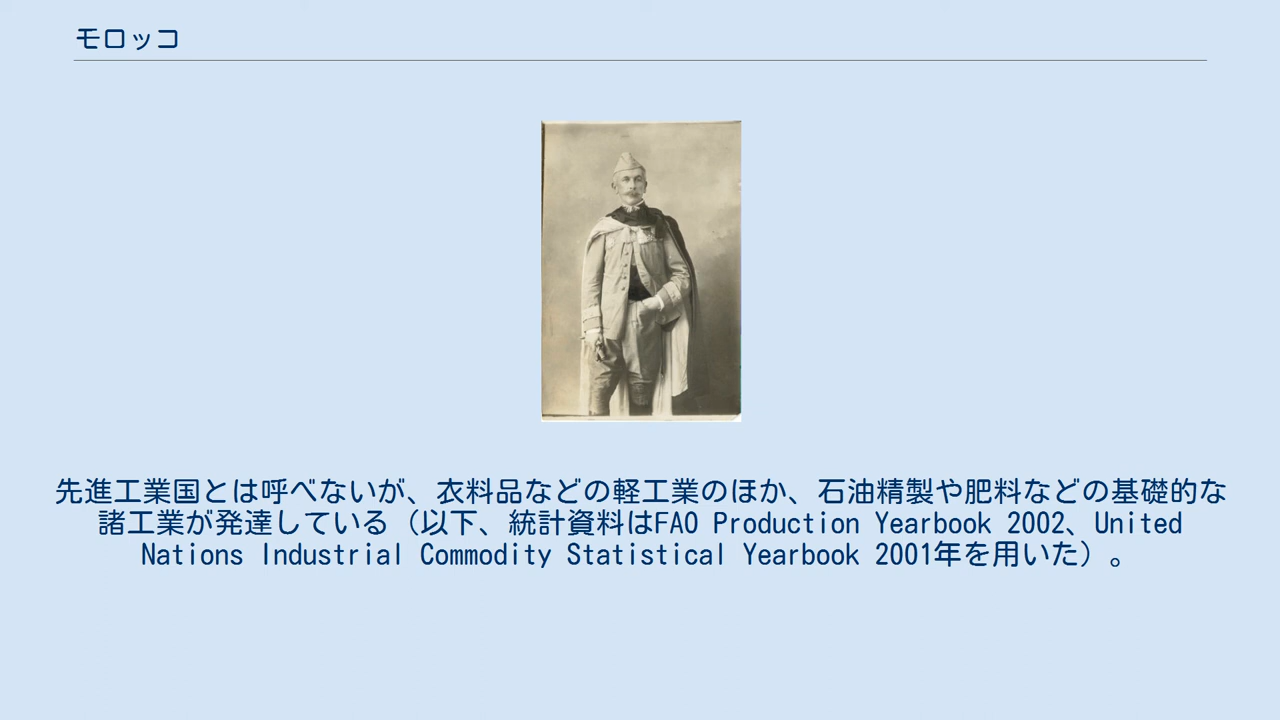 モロッコ
先進工業国とは呼べないが、衣料品などの軽工業のほか、石油精製や肥料などの基礎的な
諸工業が発達している（以下、統計資料はFAO Production Yearbook 2002、United
Nations Industrial Commodity Statistical Yearbook 2001年を用いた）。